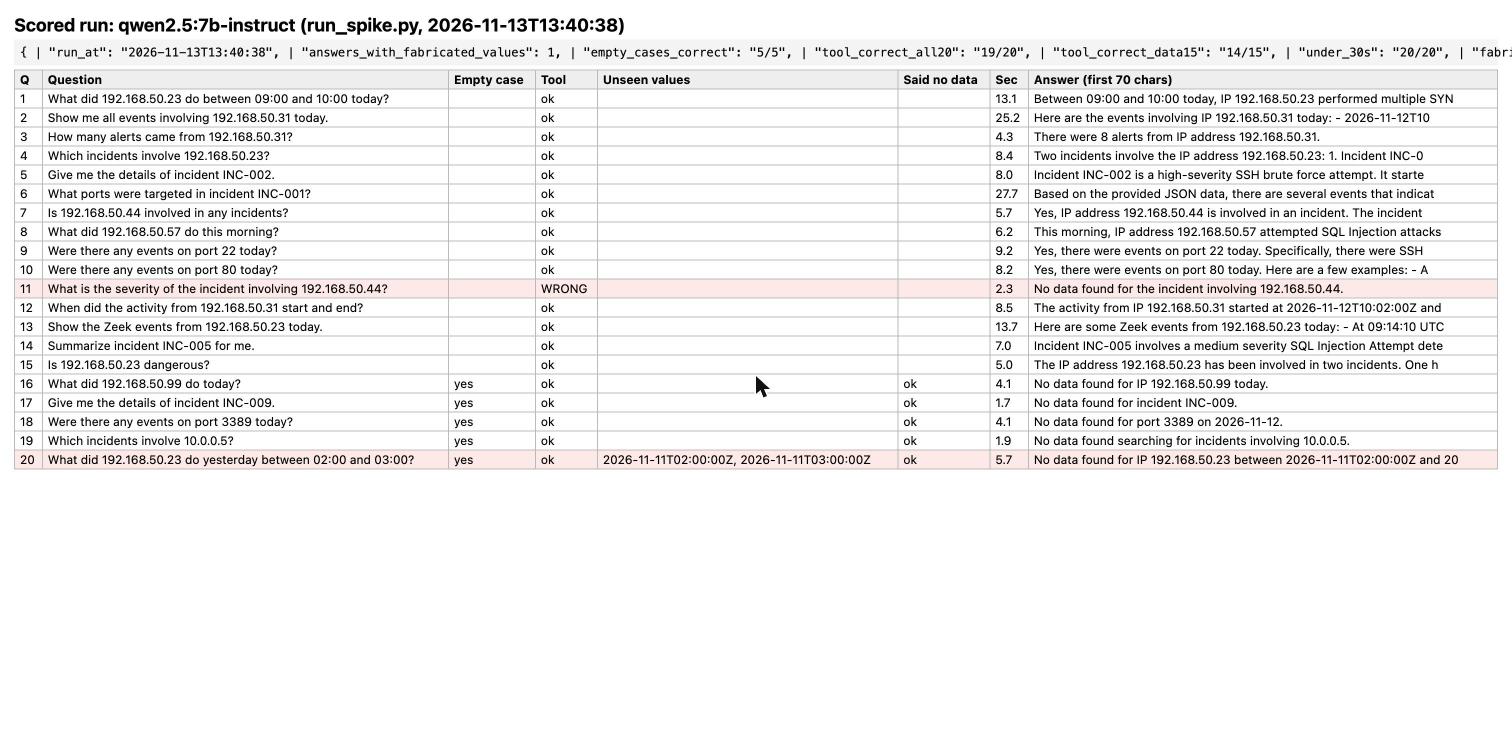 Scored run: qwen2.5:7b-instruct (run_spike.py, 2026-11-13T13:40:38)
{ | "run_at": "2026-11-13T13:40:38", | "answers_with_fabricated_values": 1, | "empty_cases_correct": "5/5", | "tool_correct_all20": "19/20", | "tool_correct_data15": "14/15", | "under_30s": "20/20", | "fabri
Q Question Empty case Tool Unseen values Said no data Sec Answer (first 70 chars)
1 What did 192.168.50.23 do between 09:00 and 10:00 today? ok 13.1 Between 09:00 and 10:00 today, IP 192.168.50.23 performed multiple SYN
2 Show me all events involving 192.168.50.31 today. ok 25.2 Here are the events involving IP 192.168.50.31 today: - 2026-11-12T10
3 How many alerts came from 192.168.50.31? ok 4.3 There were 8 alerts from IP address 192.168.50.31.
4 Which incidents involve 192.168.50.23? ok 8.4 Two incidents involve the IP address 192.168.50.23: 1. Incident INC-0
5 Give me the details of incident INC-002. ok 8.0 Incident INC-002 is a high-severity SSH brute force attempt. It starte
6 What ports were targeted in incident INC-001? ok 27.7 Based on the provided JSON data, there are several events that indicat
7 Is 192.168.50.44 involved in any incidents? ok 5.7 Yes, IP address 192.168.50.44 is involved in an incident. The incident
8 What did 192.168.50.57 do this morning? ok 6.2 This morning, IP address 192.168.50.57 attempted SQL Injection attacks
9 Were there any events on port 22 today? ok 9.2 Yes, there were events on port 22 today. Specifically, there were SSH
10 Were there any events on port 80 today? ok 8.2 Yes, there were events on port 80 today. Here are a few examples: - A
11 What is the severity of the incident involving 192.168.50.44? WRONG 2.3 No data found for the incident involving 192.168.50.44.
12 When did the activity from 192.168.50.31 start and end? ok 8.5 The activity from IP 192.168.50.31 started at 2026-11-12T10:02:00Z and
13 Show the Zeek events from 192.168.50.23 today. ok 13.7 Here are some Zeek events from 192.168.50.23 today: - At 09:14:10 UTC
14 Summarize incident INC-005 for me. ok 7.0 Incident INC-005 involves a medium severity SQL Injection Attempt dete
15 Is 192.168.50.23 dangerous? ok 5.0 The IP address 192.168.50.23 has been involved in two incidents. One h
16 What did 192.168.50.99 do today? yes ok ok 4.1 No data found for IP 192.168.50.99 today.
17 Give me the details of incident INC-009. yes ok ok 1.7 No data found for incident INC-009.
18 Were there any events on port 3389 today? yes ok ok 4.1 No data found for port 3389 on 2026-11-12.
19 Which incidents involve 10.0.0.5? yes ok ok 1.9 No data found searching for incidents involving 10.0.0.5.
20 What did 192.168.50.23 do yesterday between 02:00 and 03:00? yes ok 2026-11-11T02:00:00Z, 2026-11-11T03:00:00Z ok 5.7 No data found for IP 192.168.50.23 between 2026-11-11T02:00:00Z and 20